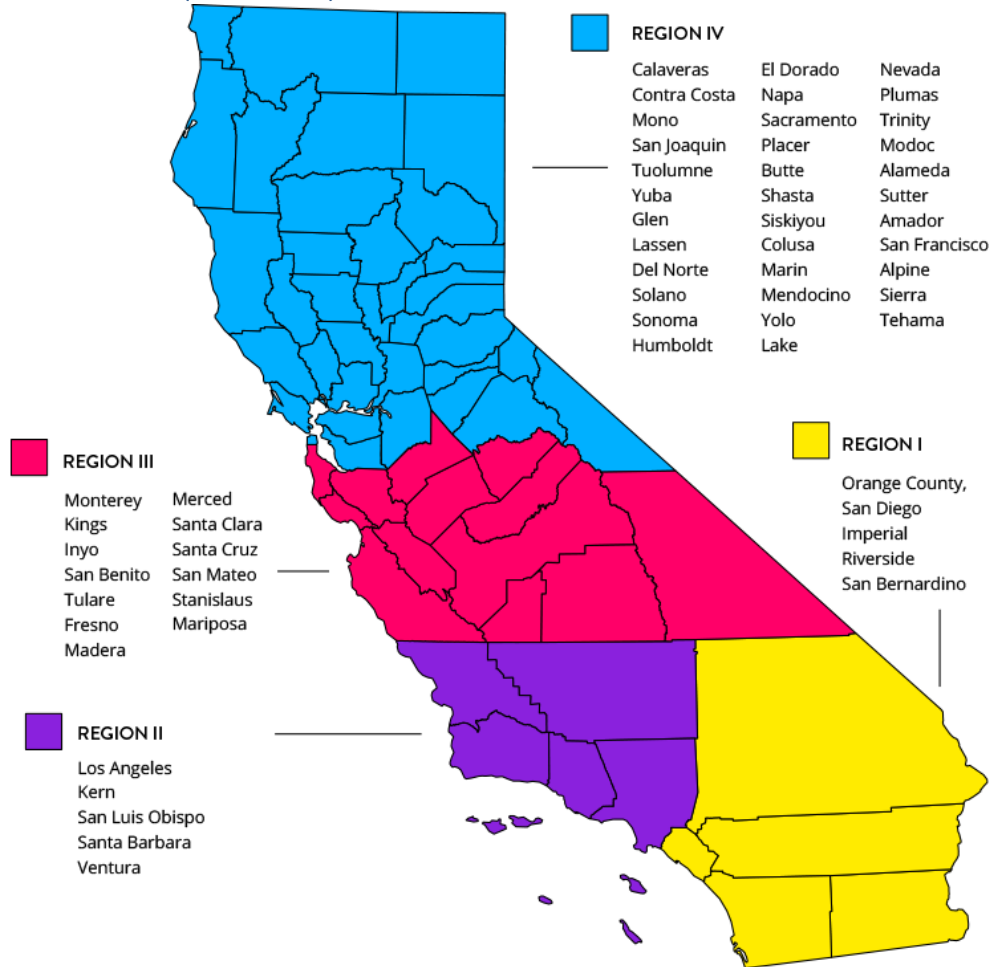 REGION IV
Calaveras El Dorado Nevada
Contra Costa Napa Plumas
Mono Sacramento Trinity
San Joaquin Placer Modoc
Tuolumne Butte Alameda
Yuba Shasta Sutter
Glen Siskiyou Amador
Lassen Colusa San Francisco
Del Norte Marin Alpine
Solano Mendocino Sierra
Sonoma Yolo Tehama
Humboldt Lake
REGION III
Monterey Merced
Kings Santa Clara
Inyo Santa Cruz
San Benito San Mateo
Tulare Stanislaus
Fresno Mariposa
Madera
REGION I
Orange County,
San Diego
Imperial
Riverside
San Bernardino
REGION II
Los Angeles
Kern
San Luis Obispo
Santa Barbara
Ventura